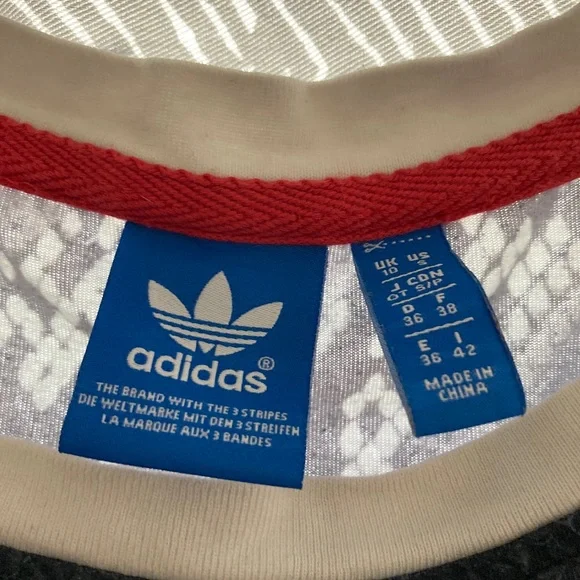 adidas®
THE BRAND WITH THE 3 STRIPES
DIE WELTMARKE MIT DEN 3 STREIFEN
LA MARQUE AUX 3 BANDES
UK US
10 S
J CDN
OT S/P
D F
36 38
E I
36 42
MADE IN
CHINA